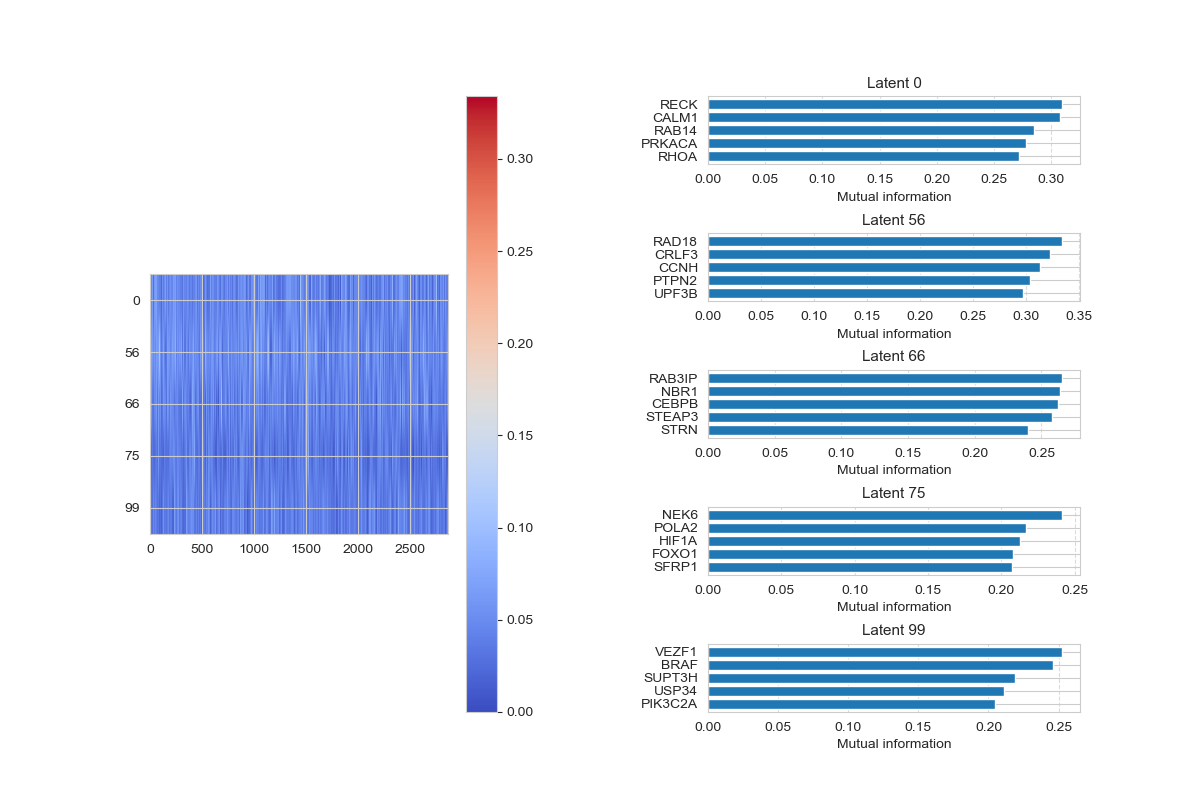 0
56
66
75
99
0 500 1000 1500 2000 2500
0.30
0.25
0.20
0.15
0.10
0.05
0.00
Latent 0
RECK
CALM1
RAB14
PRKACA
RHOA
0.00 0.05 0.10 0.15 0.20 0.25 0.30
Mutual information
Latent 56
RAD18
CRLF3
CCNH
PTPN2
UPF3B
0.00 0.05 0.10 0.15 0.20 0.25 0.30 0.35
Mutual information
Latent 66
RAB3IP
NBR1
CEBPB
STEAP3
STRN
0.00 0.05 0.10 0.15 0.20 0.25
Mutual information
Latent 75
NEK6
POLA2
HIF1A
FOXO1
SFRP1
0.00 0.05 0.10 0.15 0.20 0.25
Mutual information
Latent 99
VEZF1
BRAF
SUPT3H
USP34
PIK3C2A
0.00 0.05 0.10 0.15 0.20 0.25
Mutual information